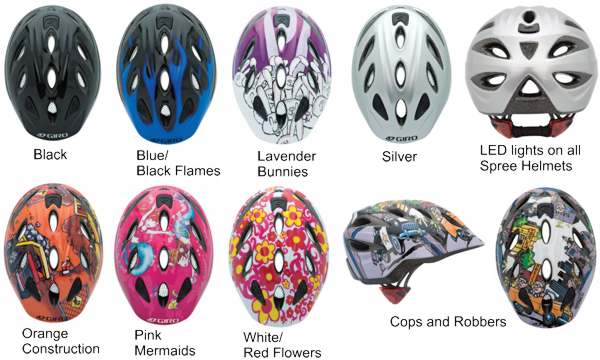 GIRO
GIRO
GIRO
Black
Blue/
Black Flames
Lavender
Bunnies
Silver
LED lights on all
Spree Helmets
GIRO
Orange
Construction
Pink
Mermaids
White/
Red Flowers
Cops and Robbers